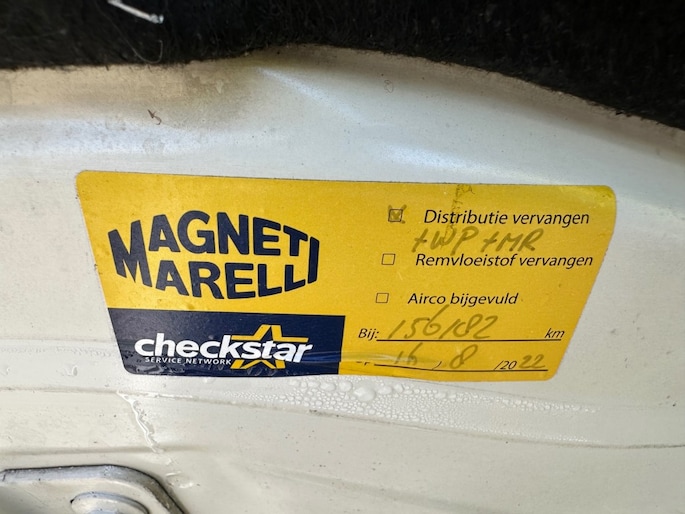 MAGNETI
MARELLI
checkstar
SERVICE NETWORK
Distributie vervangen
+WP +MR
Remvloeistof vervangen
Airco bijgevuld
Bij: 156182 km
16, 8 /2022